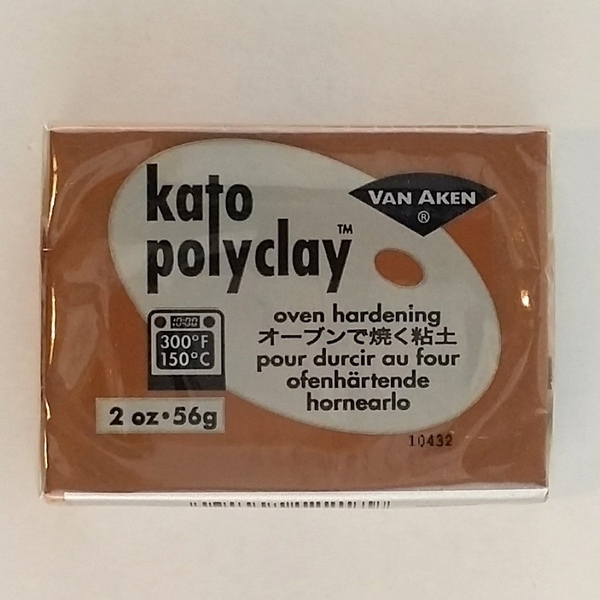 kato
polyclay™
VAN AKEN
®
10:00
300°F
150°C
2 oz•56g
oven hardening
オーブンで焼く粘土
pour durcir au four
ofenhärtende
hornearlo
10432